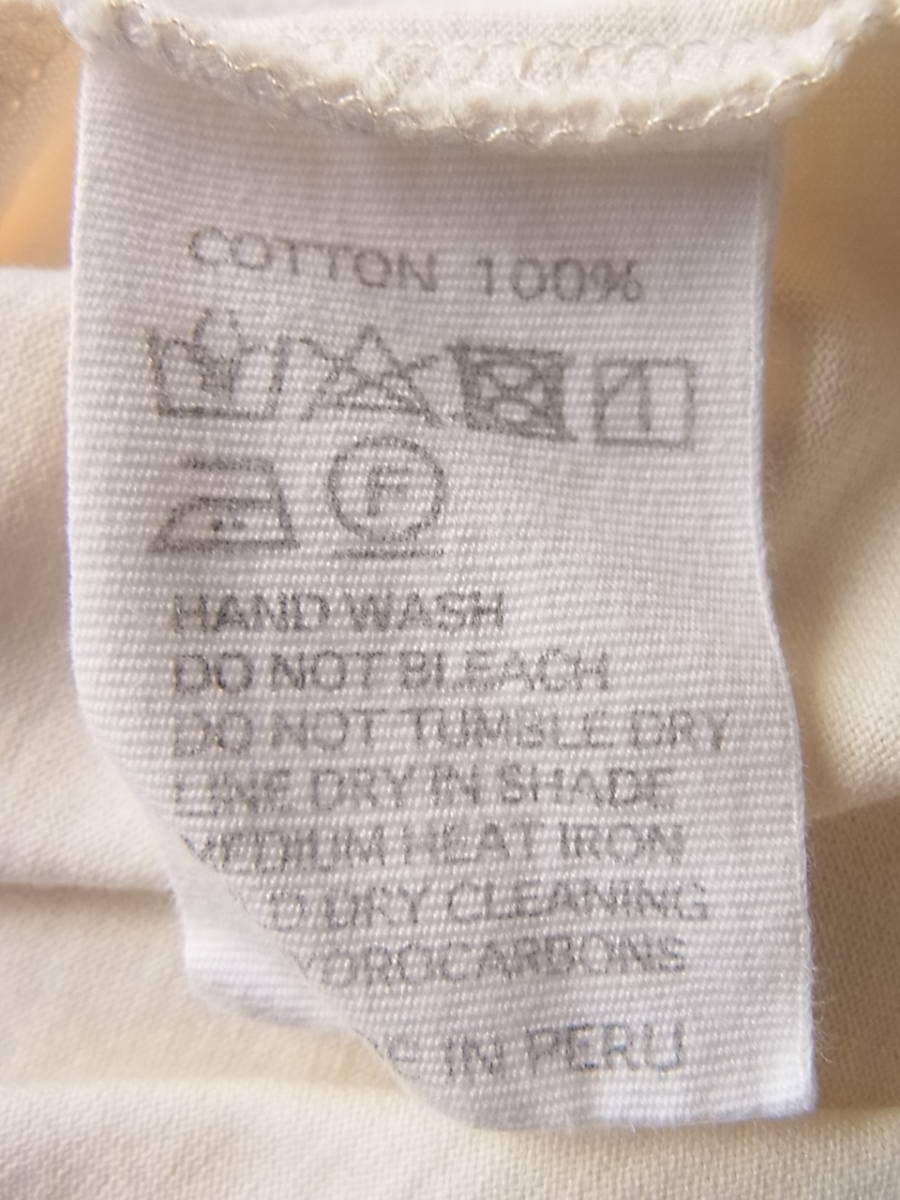 COTTON 100%
F
HAND WASH
DO NOT BLEACH
DO NOT TUMBLE DRY
LINE DRY IN SHADE
MEDIUM HEAT IRON
DRY CLEANING
IN PERU